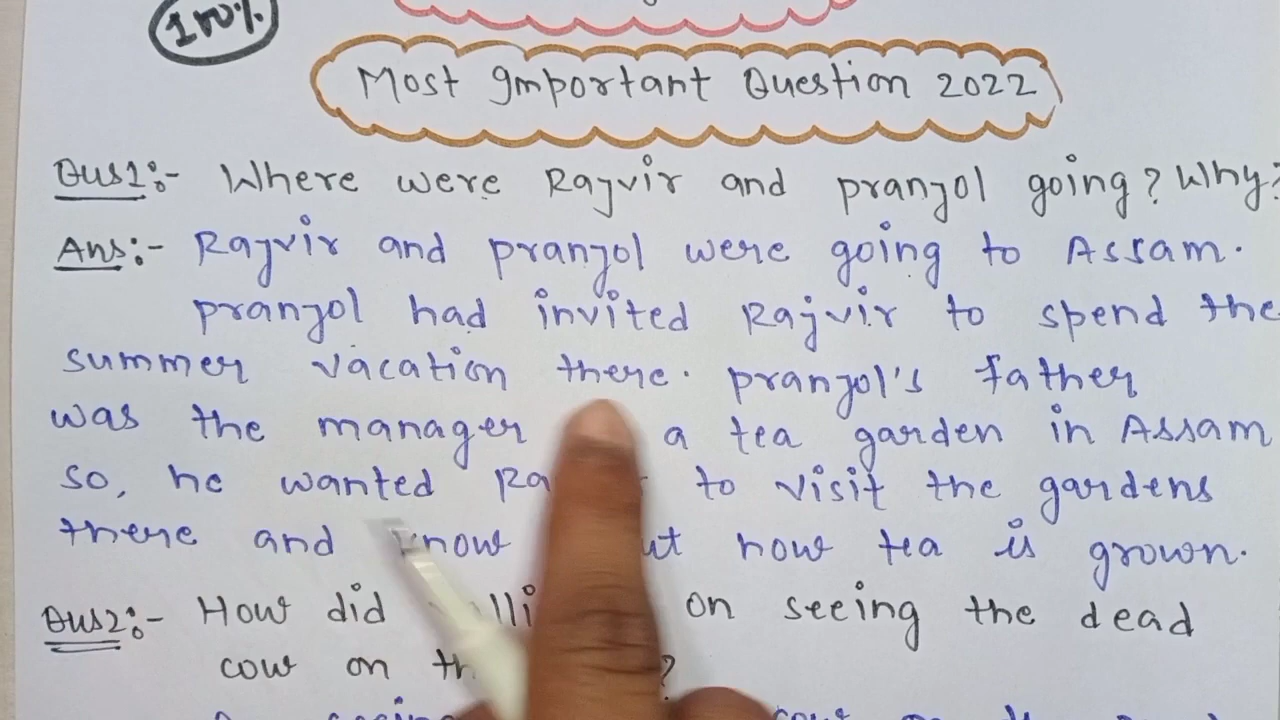 100%
Most Important Question 2022
Qus1:- Where were Rajvir and pranjol going? Why?
Ans:- Rajvir and pranjol were going to Assam.
pranjol had invited Rajvir to spend the
summer vacation there. pranjol's father
was the manager a tea garden in Assam
so, he wanted to visit the gardens
there and know how tea is grown.
Qus2:- How did on seeing the dead
cow on ?